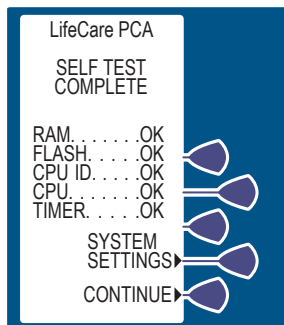 LifeCare PCA
SELF TEST
COMPLETE
RAM. . . . . . .OK
FLASH. . . . .OK
CPU ID. . . . .OK
CPU. . . . . . .OK
TIMER. . . . .OK
SYSTEM
SETTINGS
CONTINUE